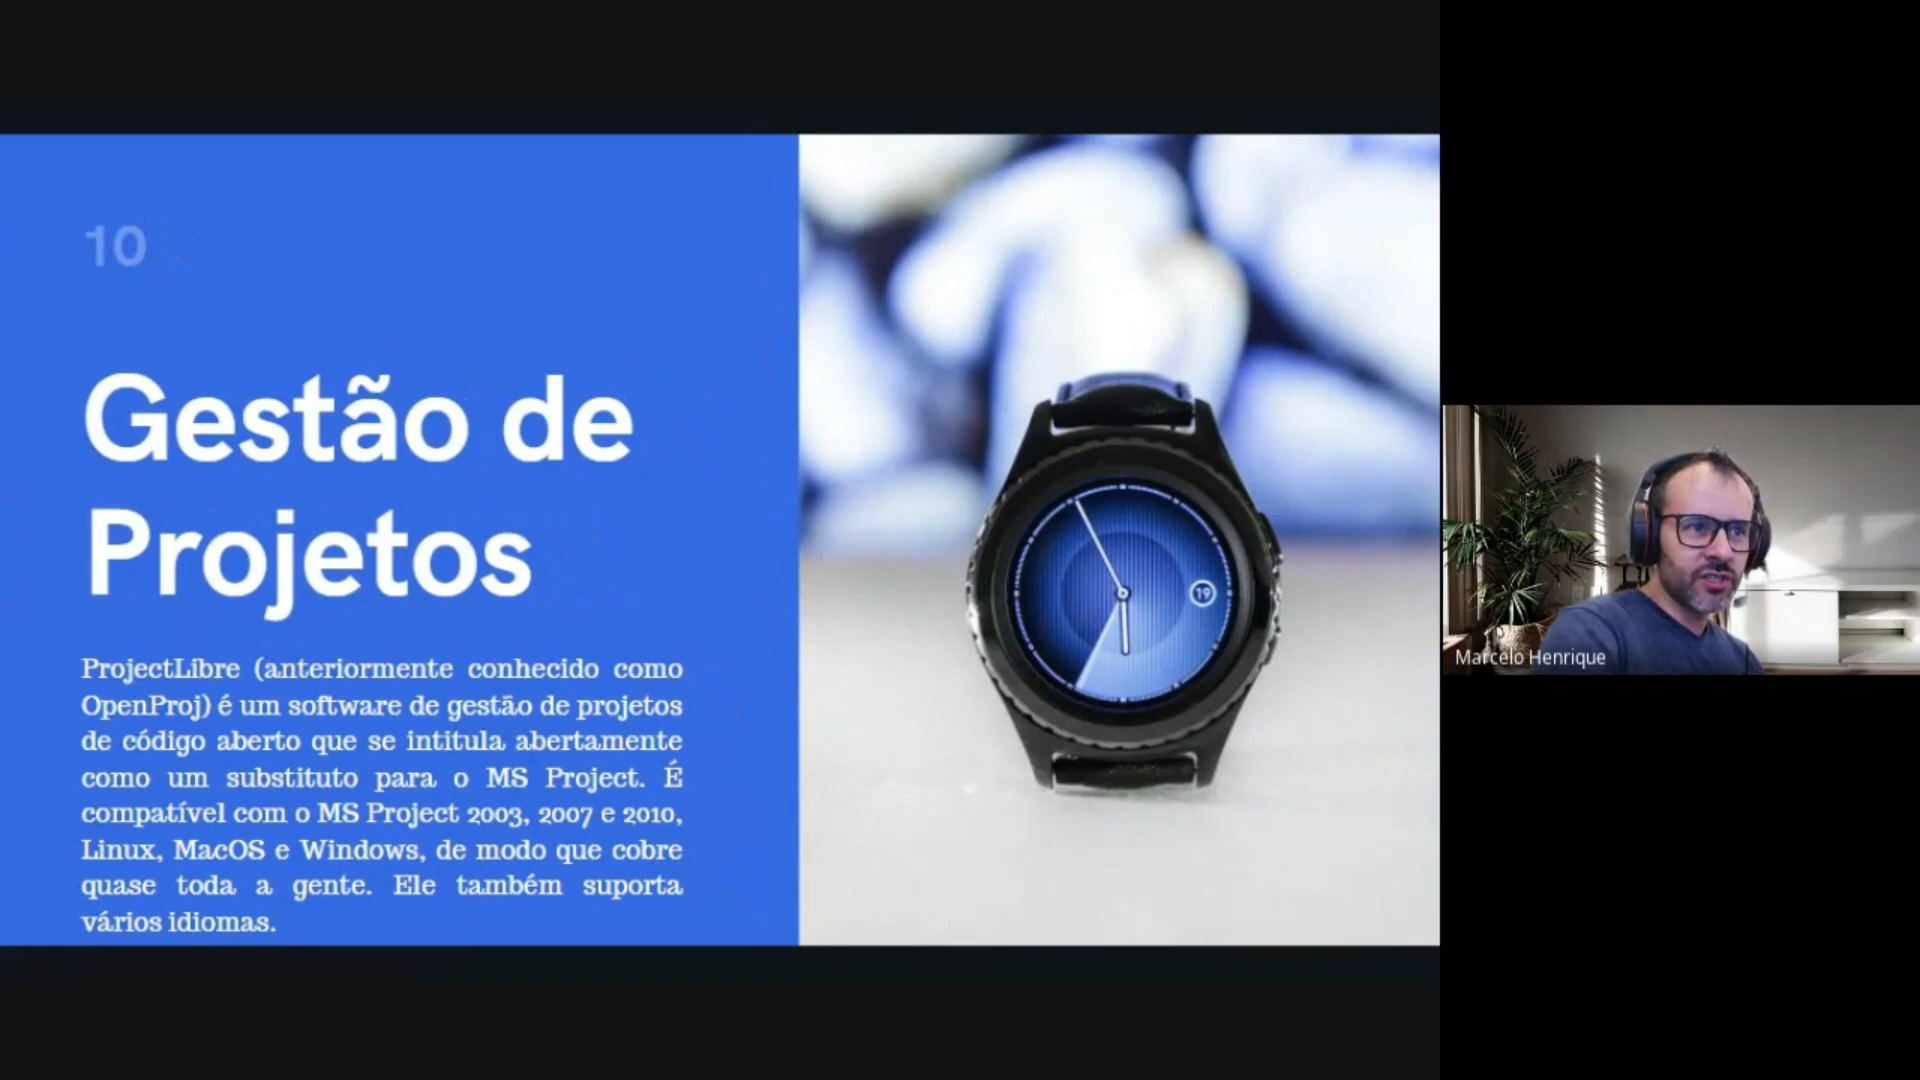 10
Gestão de
Projetos
ProjectLibre (anteriormente conhecido como
OpenProj) é um software de gestão de projetos
de código aberto que se intitula abertamente
como um substituto para o MS Project. É
compatível com o MS Project 2003, 2007 e 2010,
Linux, MacOS e Windows, de modo que cobre
quase toda a gente. Ele também suporta
vários idiomas.
19
Marcelo Henrique